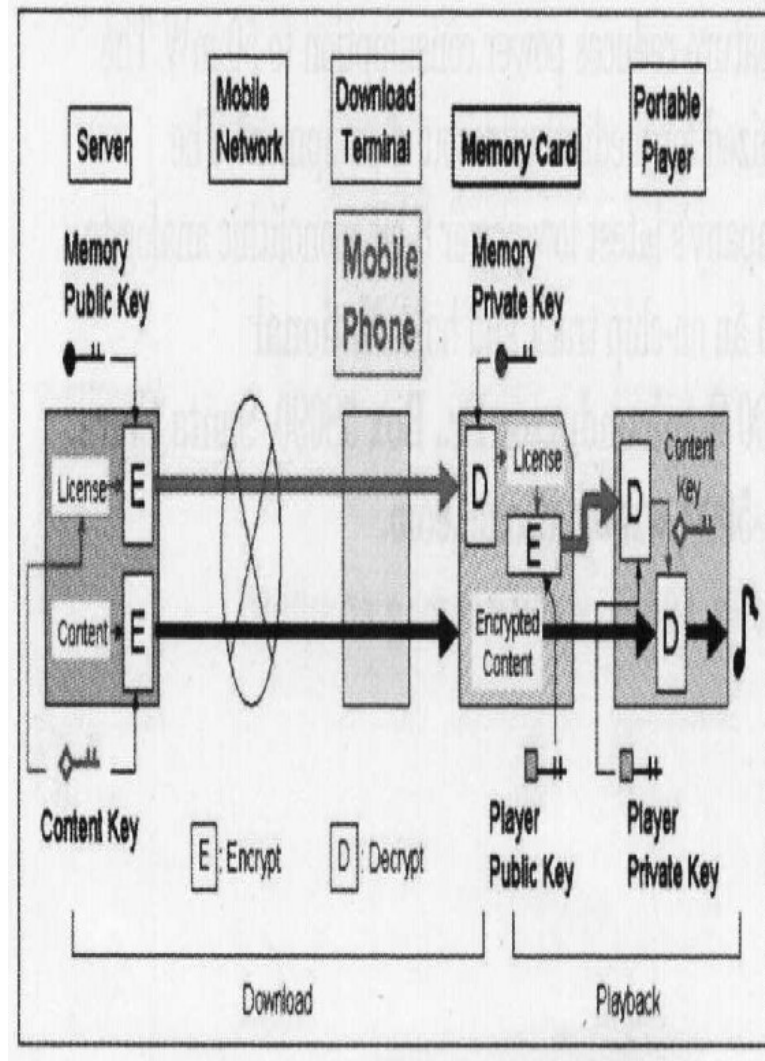 Server
Mobile
Network
Download
Terminal
Memory Card
Portable
Player
Memory
Public Key
Mobile
Phone
Memory
Private Key
License
E
D
License
E
D
Content
Key
Content
E
Encrypted
Content
D
Content Key
E : Encrypt
D : Decrypt
Player
Public Key
Player
Private Key
Download
Playback